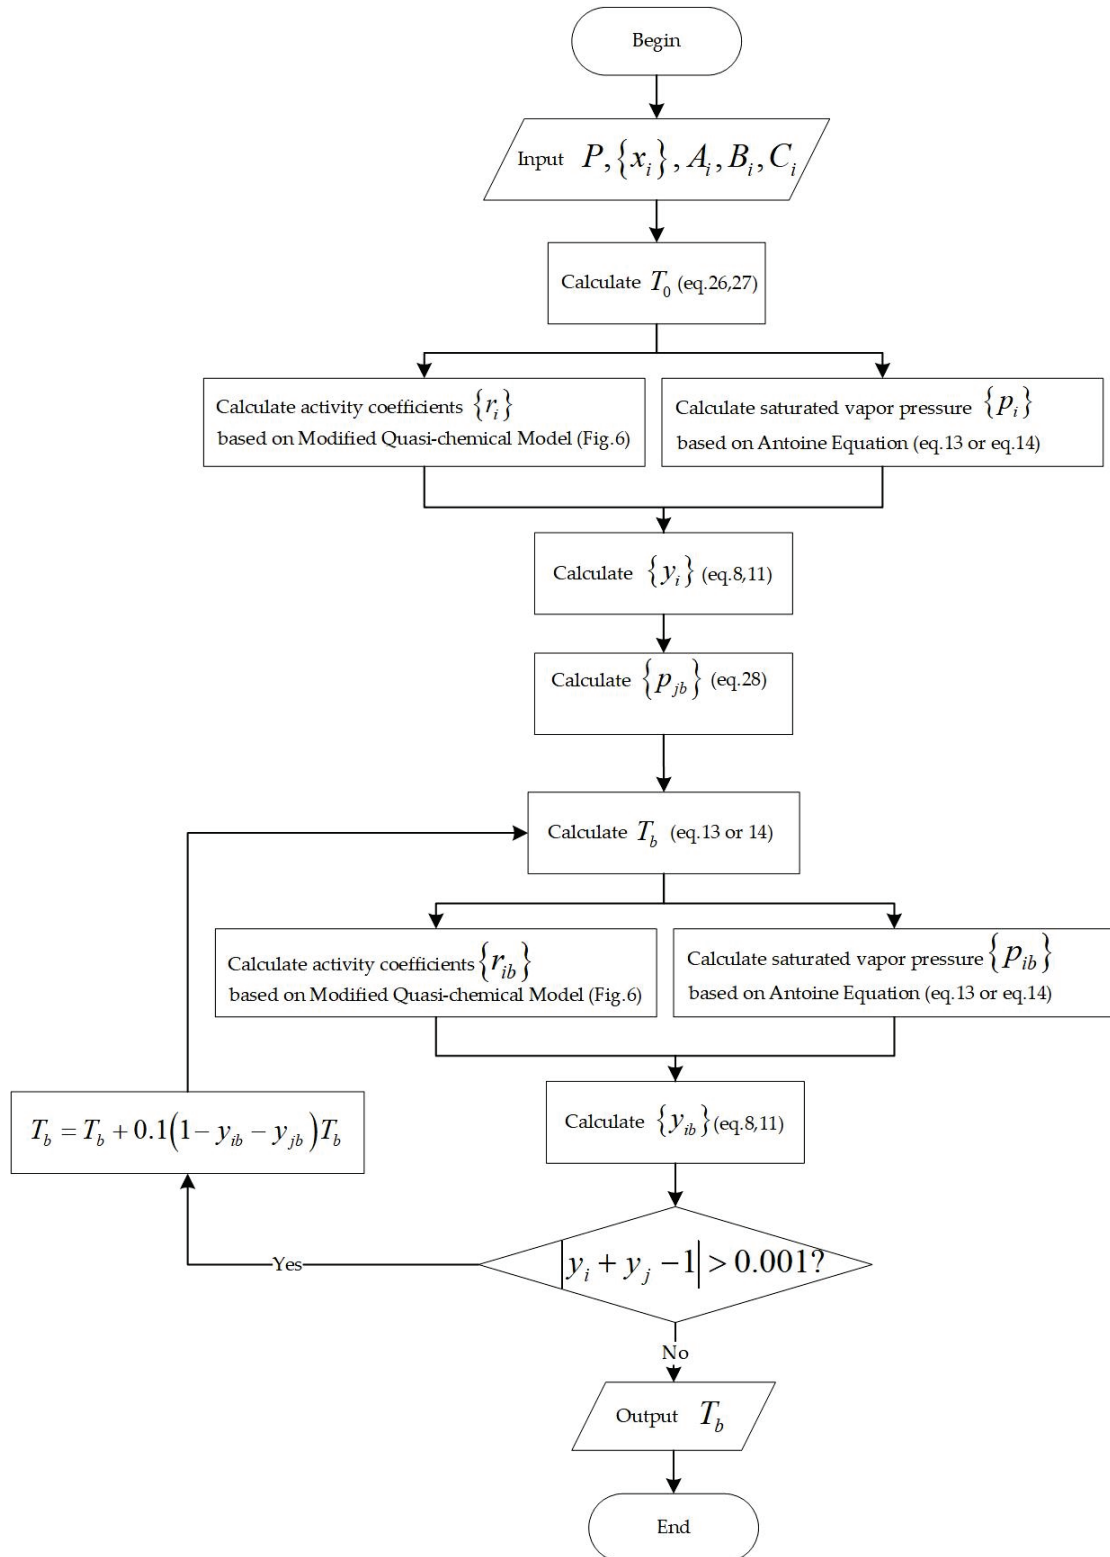 Begin
Input P, {x_i}, A_i, B_i, C_i
Calculate T_0 (eq.26,27)
Calculate activity coefficients {r_i}
based on Modified Quasi-chemical Model (Fig.6)
Calculate saturated vapor pressure {p_i}
based on Antoine Equation (eq.13 or eq.14)
Calculate {y_i} (eq.8,11)
Calculate {p_jb} (eq.28)
Calculate T_b (eq.13 or 14)
Calculate activity coefficients {r_ib}
based on Modified Quasi-chemical Model (Fig.6)
Calculate saturated vapor pressure {p_ib}
based on Antoine Equation (eq.13 or eq.14)
T_b = T_b + 0.1(1 - y_ib - y_jb)T_b
Calculate {y_ib} (eq.8,11)
|y_i + y_j - 1| > 0.001?
Yes
No
Output T_b
End